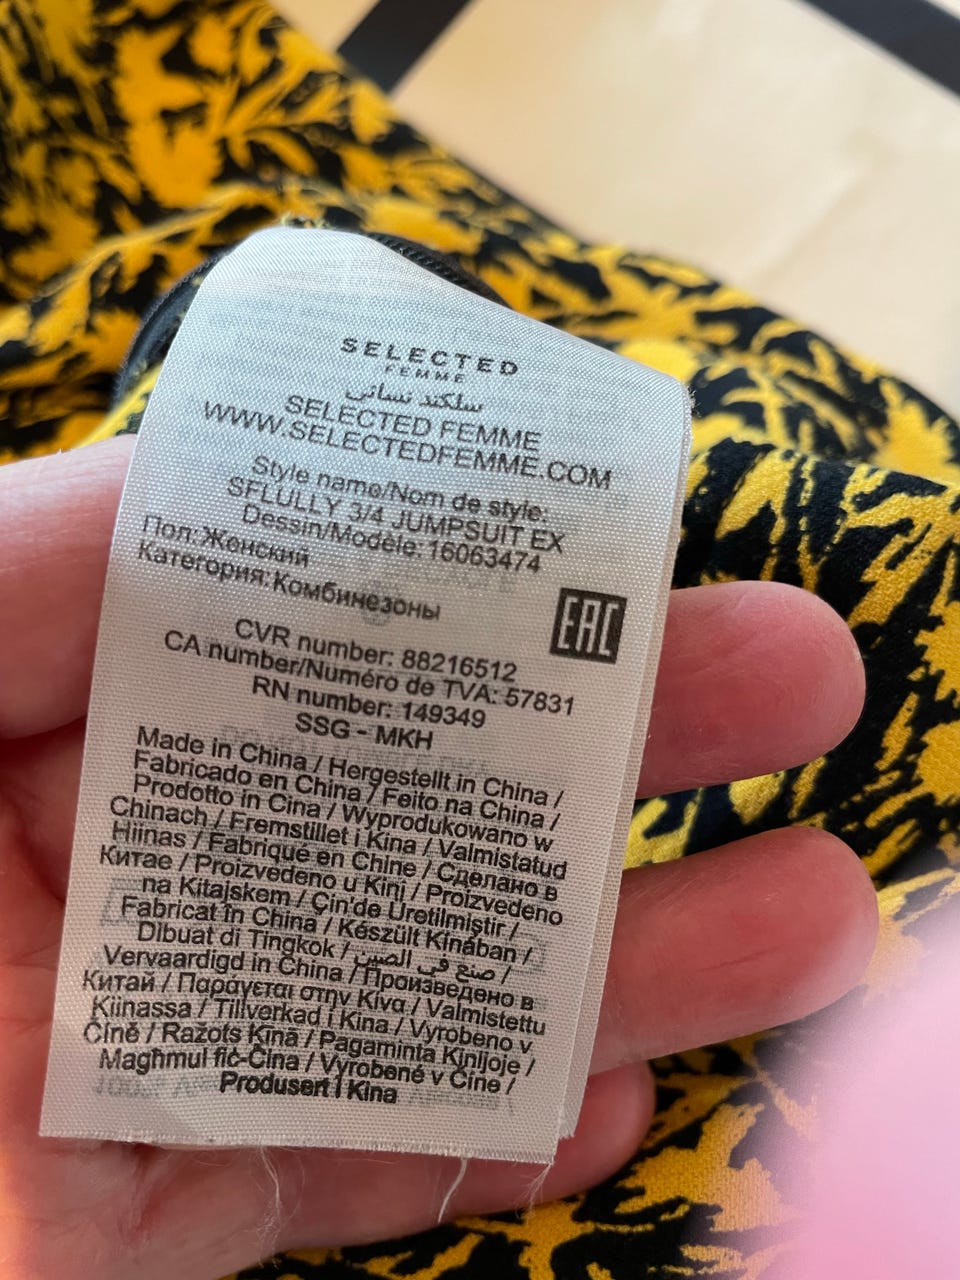 SELECTED
FEMME
سلكتد نسائي
SELECTED FEMME
WWW.SELECTEDFEMME.COM
Style name/Nom de style:
SFLULLY 3/4 JUMPSUIT EX
Dessin/Modèle: 16063474
Пол: Женский
Категория: Комбинезоны
EAC
CVR number: 88216512
CA number/Numéro de TVA: 57831
RN number: 149349
SSG - MKH
Made in China / Hergestellt in China /
Fabricado en China / Feito na China /
Prodotto in Cina / Wyprodukowano w
Chinach / Fremstillet i Kina / Valmistatud
Hiinas / Fabriqué en Chine / Сделано в
Китае / Proizvedeno u Kini / Proizvedeno
na Kitajskem / Çin'de Üretilmiştir /
Fabricat în China / Készült Kínában /
Dibuat di Tingkok / صنع في الصين /
Vervaardigd in China / Произведено в
Китай / Παράγεται στην Κίνα / Valmistettu
Kiinassa / Tillverkad i Kina / Vyrobeno v
Číně / Ražots Ķīnā / Pagaminta Kinijoje /
Magħmul fiċ-Ċina / Vyrobené v Číne /
Produsert i Kina